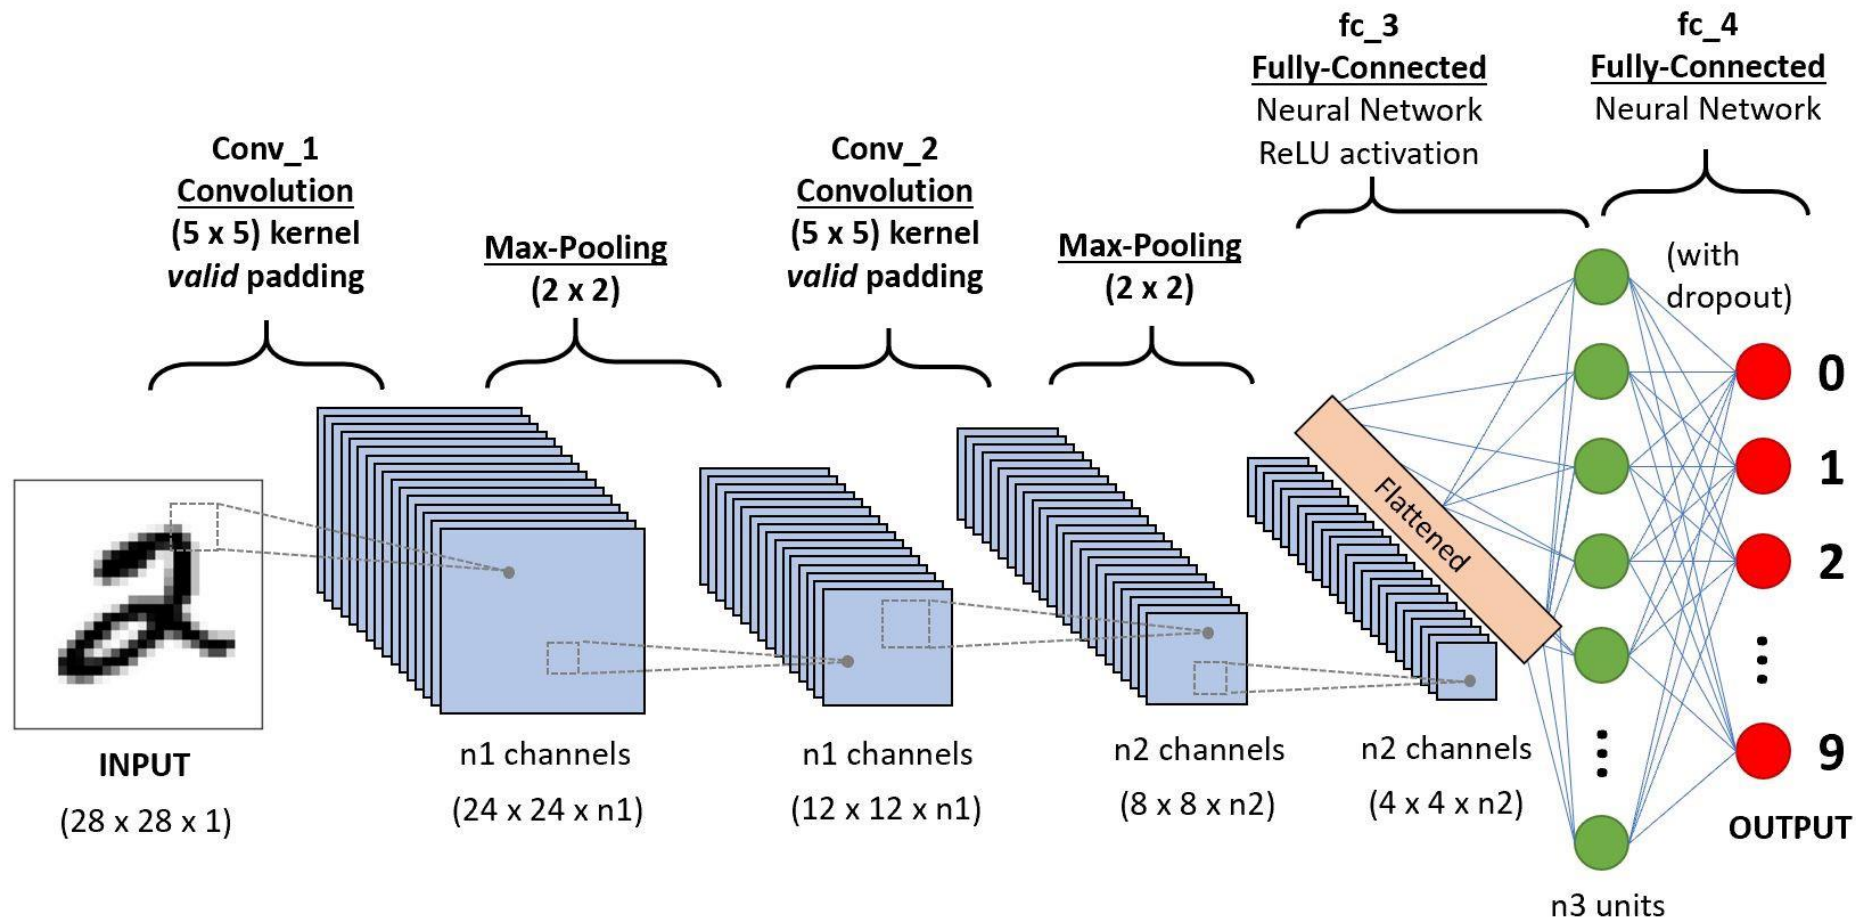 Conv_1
Convolution
(5 x 5) kernel
valid padding
Max-Pooling
(2 x 2)
Conv_2
Convolution
(5 x 5) kernel
valid padding
Max-Pooling
(2 x 2)
fc_3
Fully-Connected
Neural Network
ReLU activation
fc_4
Fully-Connected
Neural Network
(with
dropout)
INPUT
(28 x 28 x 1)
n1 channels
(24 x 24 x n1)
n1 channels
(12 x 12 x n1)
n2 channels
(8 x 8 x n2)
n2 channels
(4 x 4 x n2)
Flattened
n3 units
0
1
2
9
OUTPUT